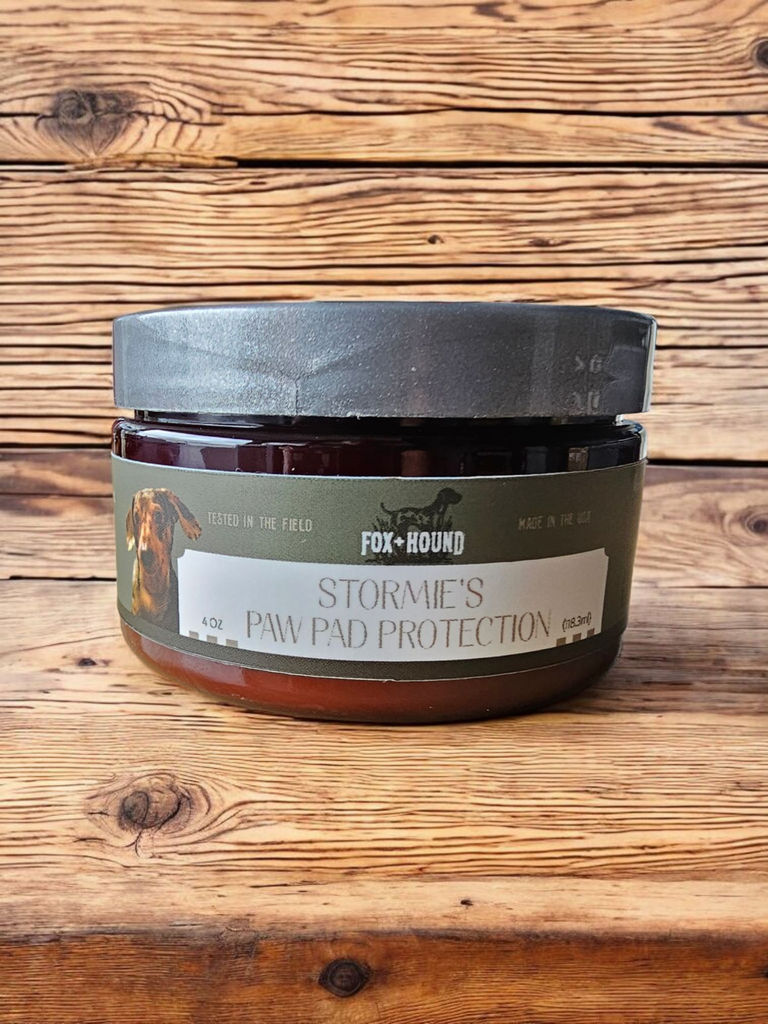 TESTED IN THE FIELD
FOX+HOUND
MADE IN THE USA
STORMIE'S
PAW PAD PROTECTION
4 OZ
(118.3ml)